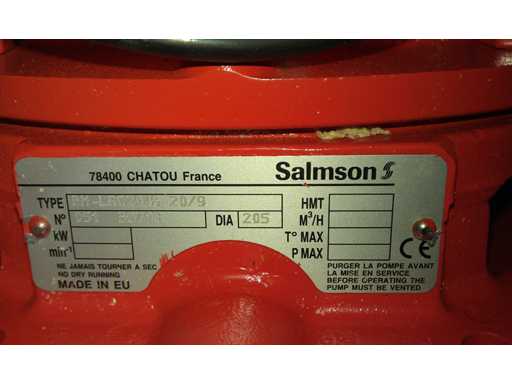 78400 CHATOU France
Salmson
TYPE 20/9
N° DIA 205
kW
min⁻¹
NE JAMAIS TOURNER A SEC
NO DRY RUNNING
MADE IN EU
HMT
M³/H
T° MAX
P MAX
CE
PURGER LA POMPE AVANT
LA MISE EN SERVICE
BEFORE OPERATING THE
PUMP MUST BE VENTED